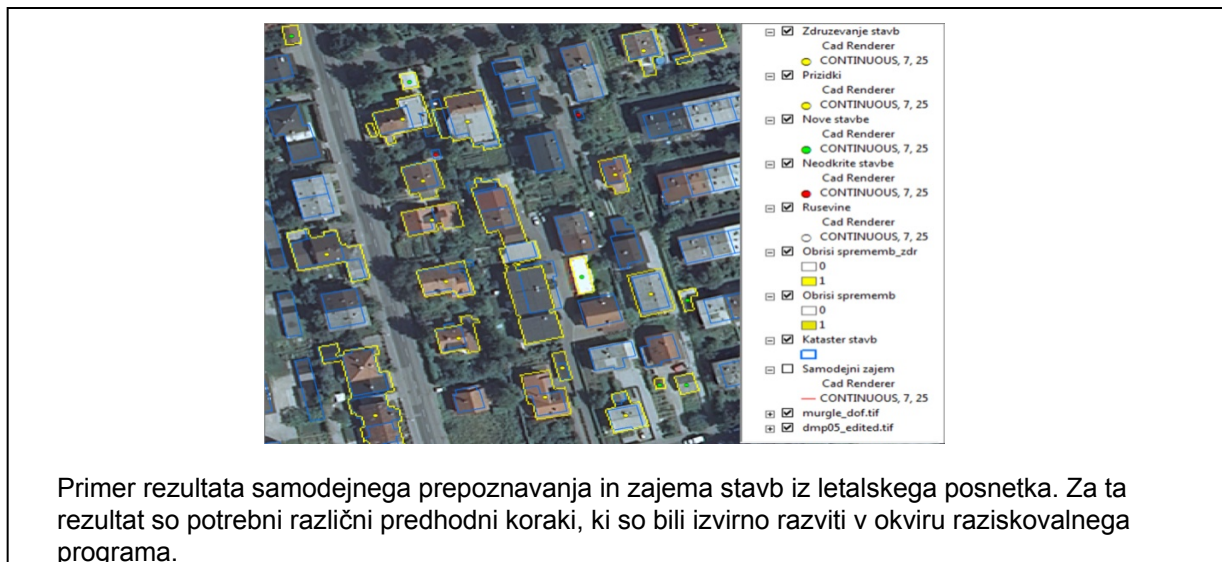 Zdruzevanje stavb
Cad Renderer
CONTINUOUS, 7, 25
Prizidki
Cad Renderer
CONTINUOUS, 7, 25
Nove stavbe
Cad Renderer
CONTINUOUS, 7, 25
Neodkrite stavbe
Cad Renderer
CONTINUOUS, 7, 25
Rusevine
Cad Renderer
CONTINUOUS, 7, 25
Obrisi sprememb_zdr
0
1
Obrisi sprememb
0
1
Kataster stavb
Samodejni zajem
Cad Renderer
CONTINUOUS, 7, 25
murgle_dof.tif
dmp05_edited.tif
Primer rezultata samodejnega prepoznavanja in zajema stavb iz letalskega posnetka. Za ta
rezultat so potrebni različni predhodni koraki, ki so bili izvirno razviti v okviru raziskovalnega
programa.